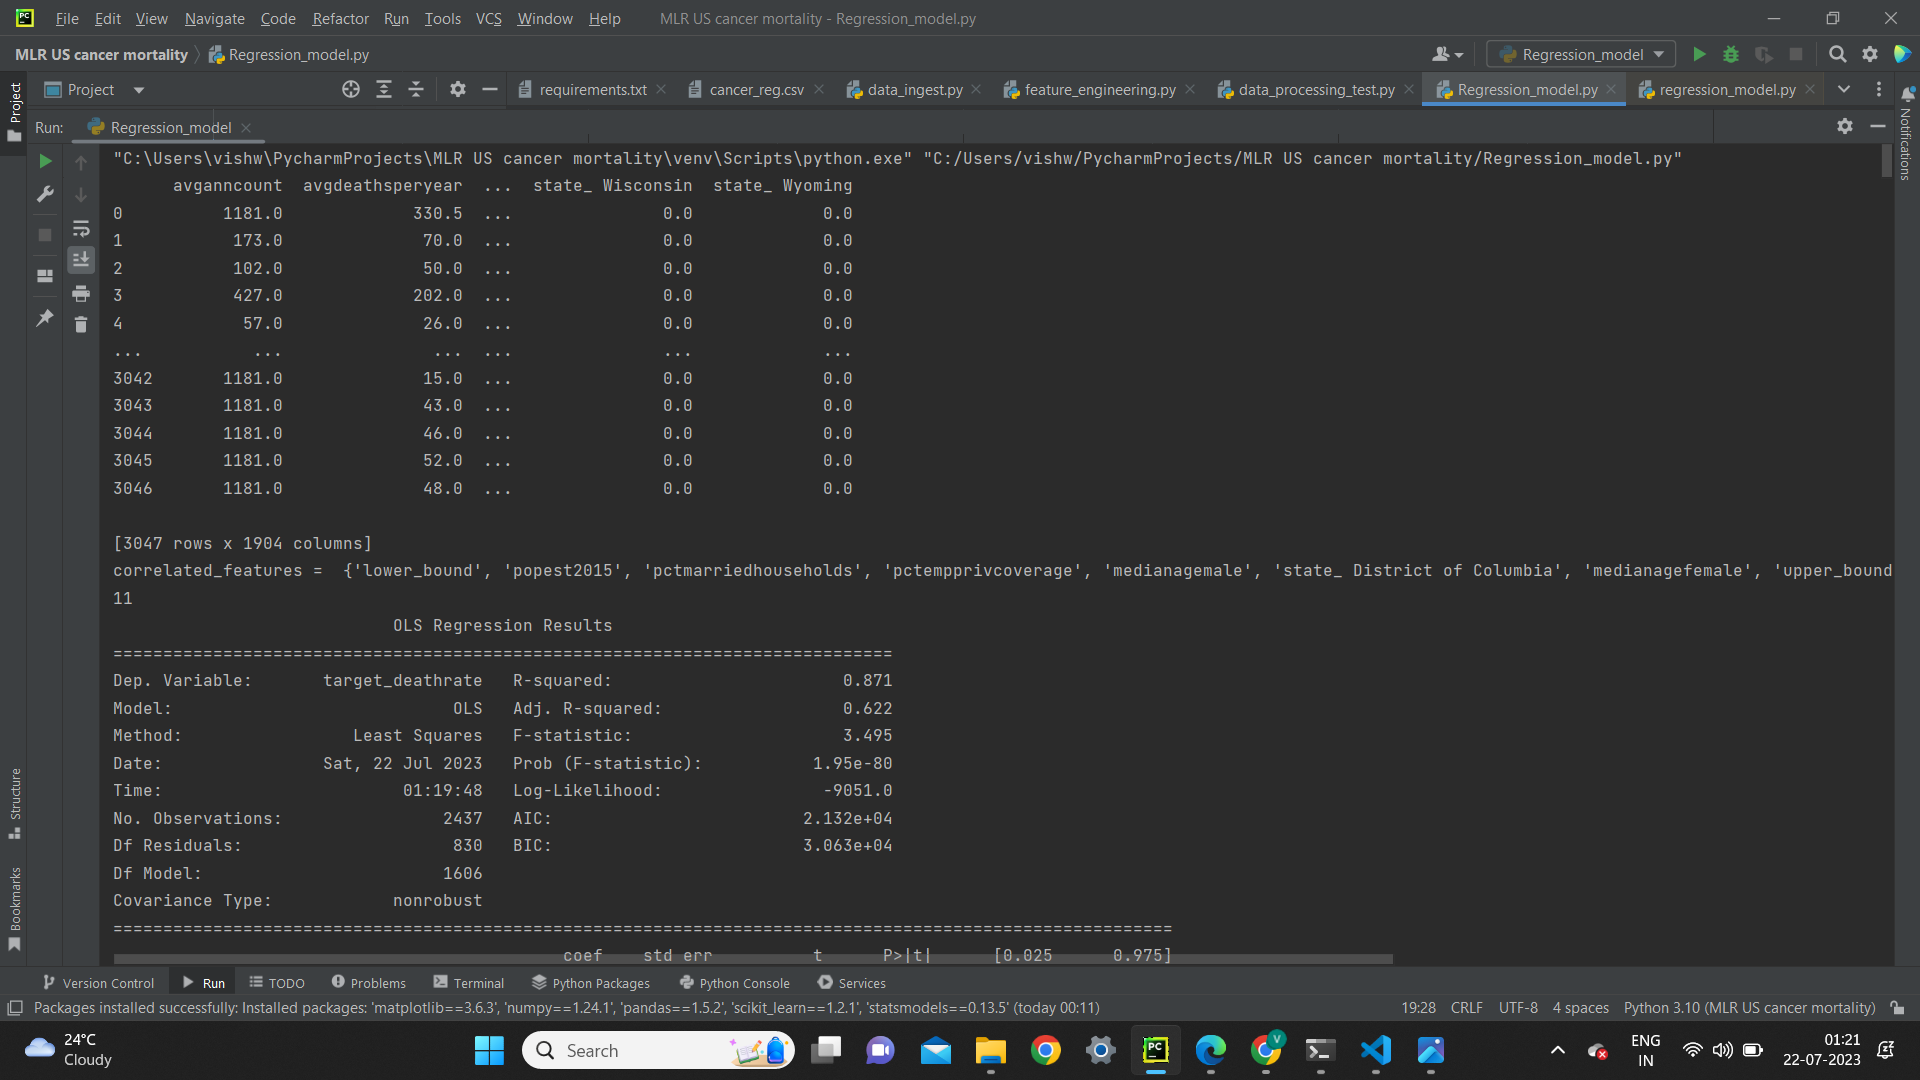 File Edit View Navigate Code Refactor Run Tools VCS Window Help MLR US cancer mortality - Regression_model.py
MLR US cancer mortality Regression_model.py Regression_model
Project requirements.txt cancer_reg.csv data_ingest.py feature_engineering.py data_processing_test.py Regression_model.py regression_model.py
Run: Regression_model
Project
Notifications
"C:\Users\vishw\PycharmProjects\MLR US cancer mortality\venv\Scripts\python.exe" "C:/Users/vishw/PycharmProjects/MLR US cancer mortality/Regression_model.py"
avganncount avgdeathsperyear ... state_ Wisconsin state_ Wyoming
0 1181.0 330.5 ... 0.0 0.0
1 173.0 70.0 ... 0.0 0.0
2 102.0 50.0 ... 0.0 0.0
3 427.0 202.0 ... 0.0 0.0
4 57.0 26.0 ... 0.0 0.0
... ... ... ... ... ...
3042 1181.0 15.0 ... 0.0 0.0
3043 1181.0 43.0 ... 0.0 0.0
3044 1181.0 46.0 ... 0.0 0.0
3045 1181.0 52.0 ... 0.0 0.0
3046 1181.0 48.0 ... 0.0 0.0
[3047 rows x 1904 columns]
correlated_features =  {'lower_bound', 'popest2015', 'pctmarriedhouseholds', 'pctempprivcoverage', 'medianagemale', 'state_ District of Columbia', 'medianagefemale', 'upper_bound
11
OLS Regression Results
==============================================================================
Dep. Variable: target_deathrate R-squared: 0.871
Model: OLS Adj. R-squared: 0.622
Method: Least Squares F-statistic: 3.495
Date: Sat, 22 Jul 2023 Prob (F-statistic): 1.95e-80
Time: 01:19:48 Log-Likelihood: -9051.0
No. Observations: 2437 AIC: 2.132e+04
Df Residuals: 830 BIC: 3.063e+04
Df Model: 1606
Covariance Type: nonrobust
==========================================================================================================
coef std err t P>|t| [0.025 0.975]
Structure
Bookmarks
Version Control Run TODO Problems Terminal Python Packages Python Console Services
Packages installed successfully: Installed packages: 'matplotlib==3.6.3', 'numpy==1.24.1', 'pandas==1.5.2', 'scikit_learn==1.2.1', 'statsmodels==0.13.5' (today 00:11) 19:28 CRLF UTF-8 4 spaces Python 3.10 (MLR US cancer mortality)
24°C
Cloudy
Search
ENG
IN
01:21
22-07-2023